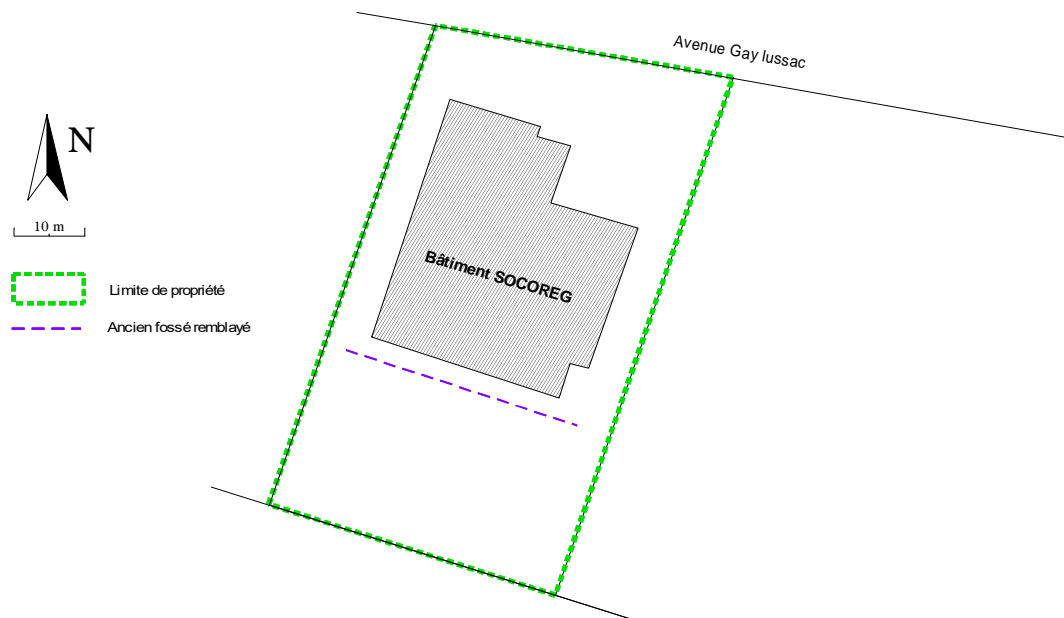 Avenue Gay lussac
N
10 m
Bâtiment SOCOREG
Limite de propriété
Ancien fossé remblayé